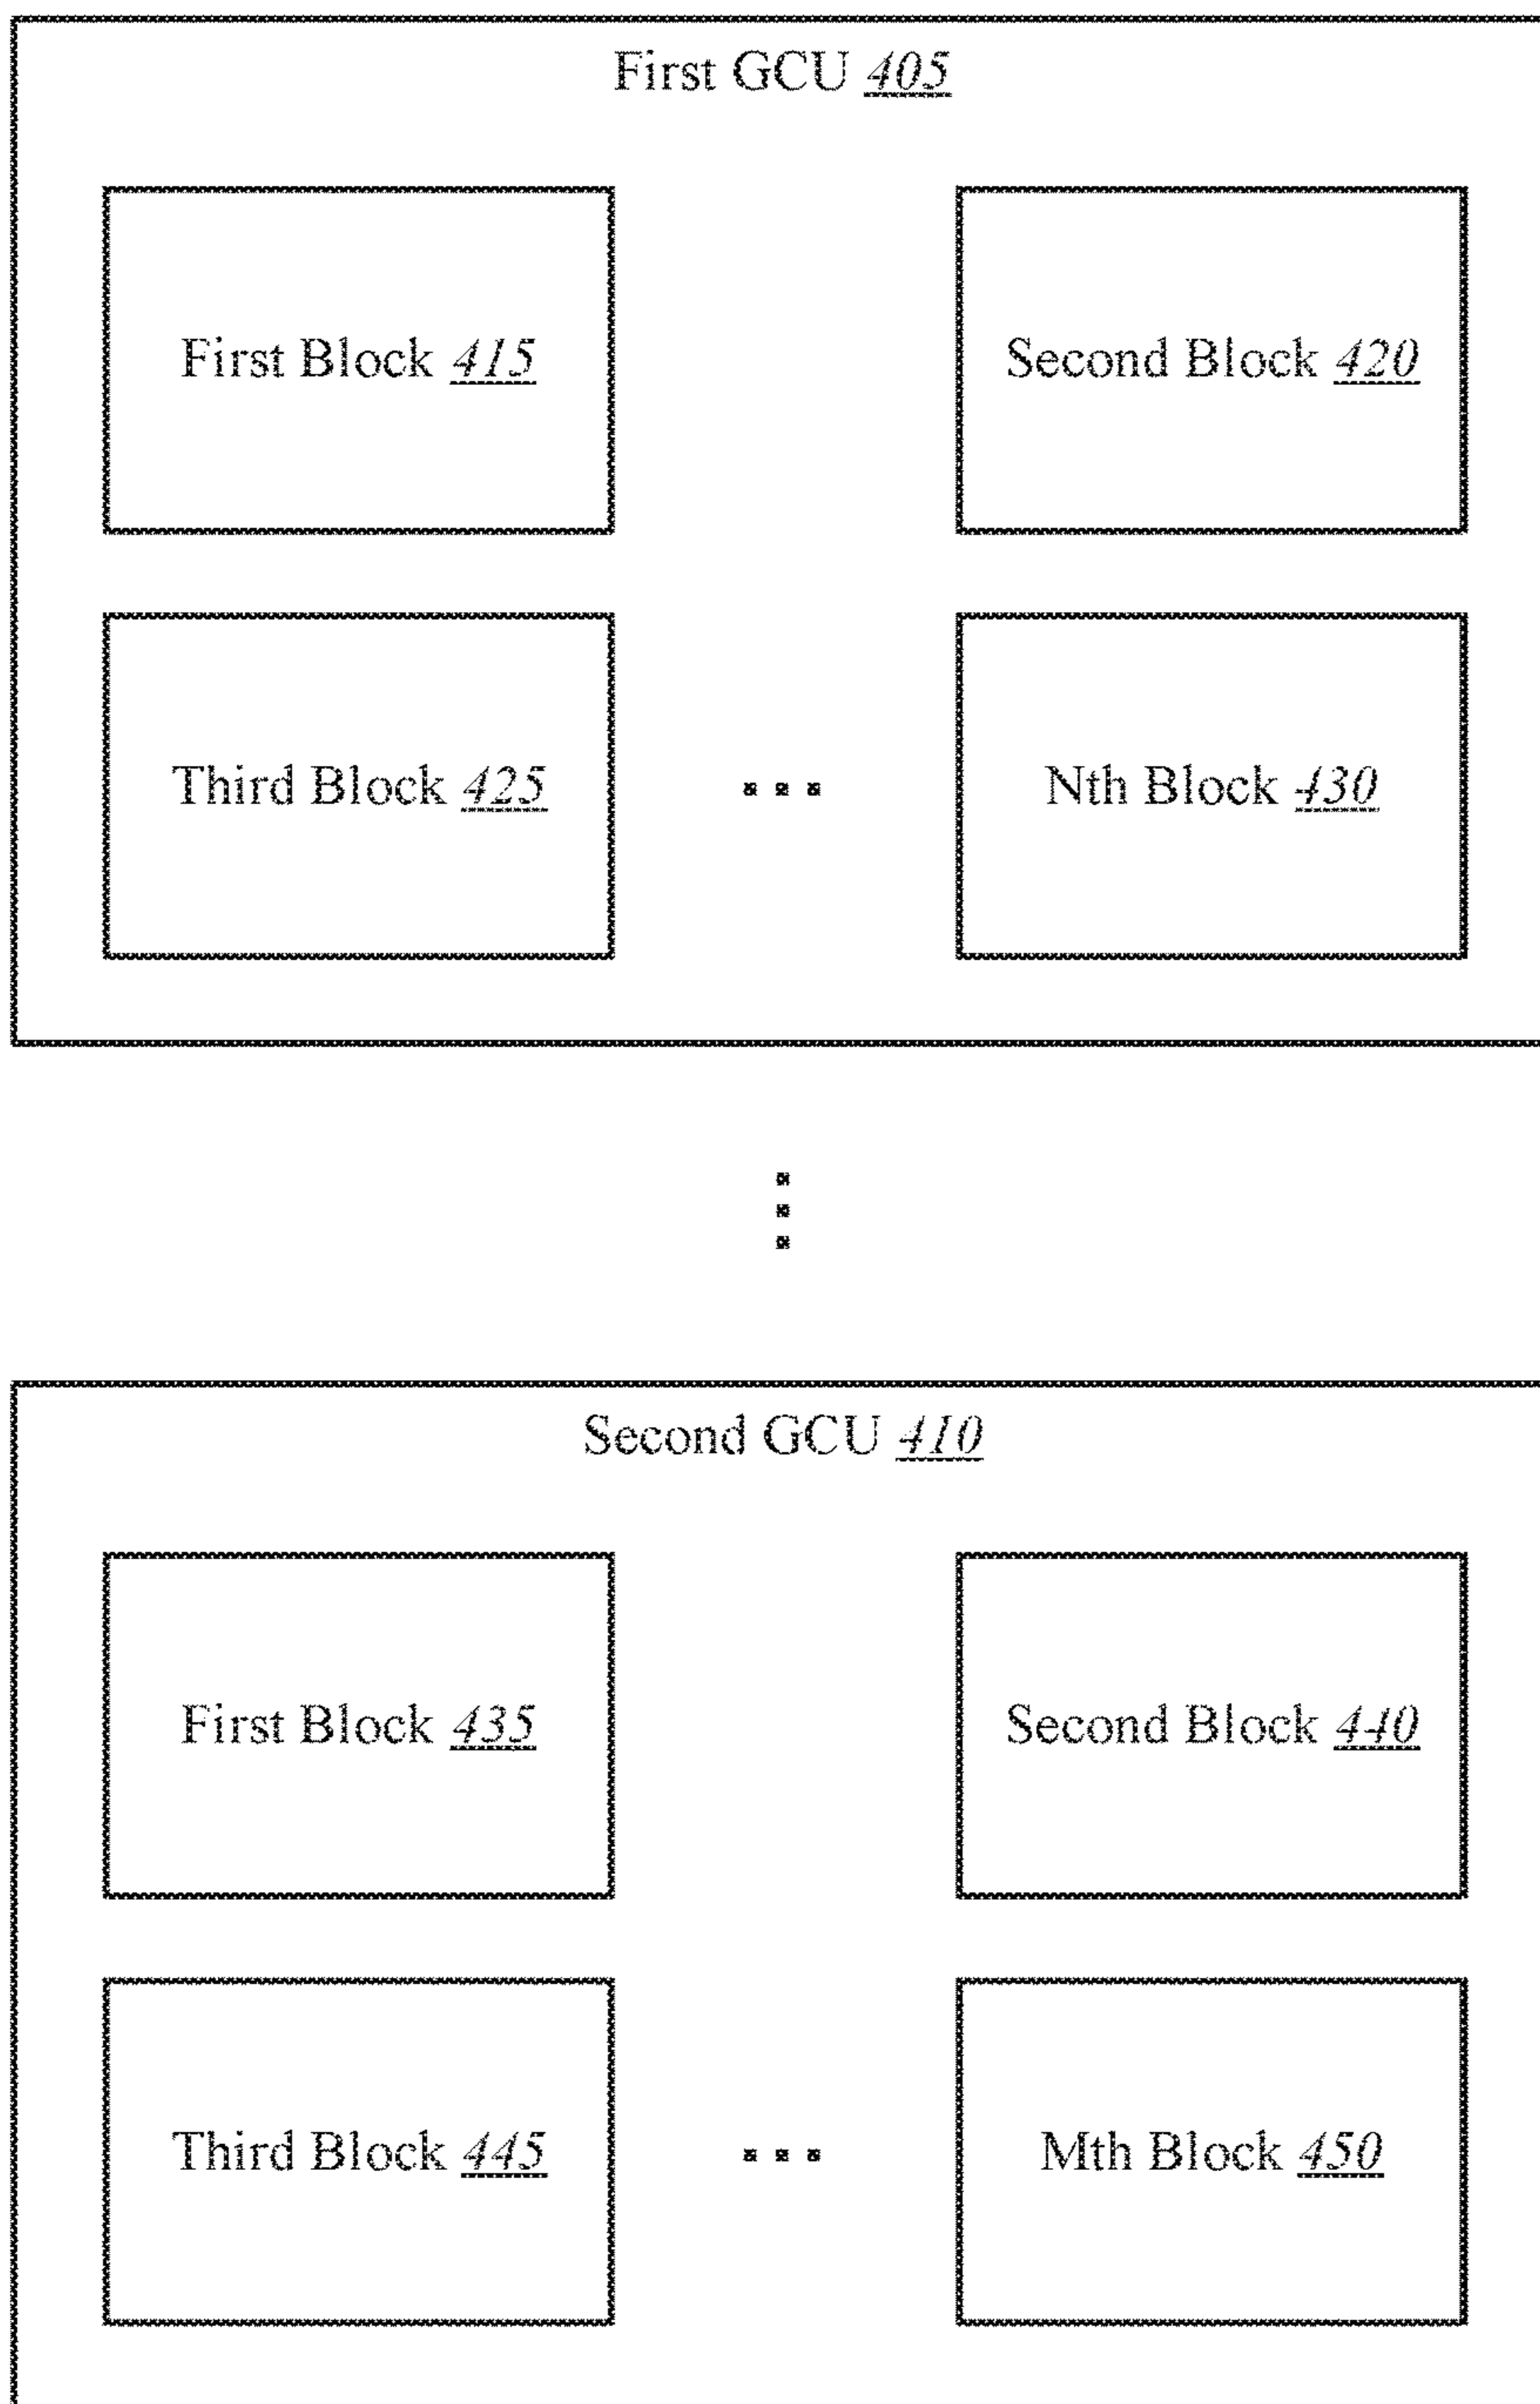 First GCU 405
First Block 415
Second Block 420
Third Block 425
...
Nth Block 430
Second GCU 410
First Block 435
Second Block 440
Third Block 445
...
Mth Block 450